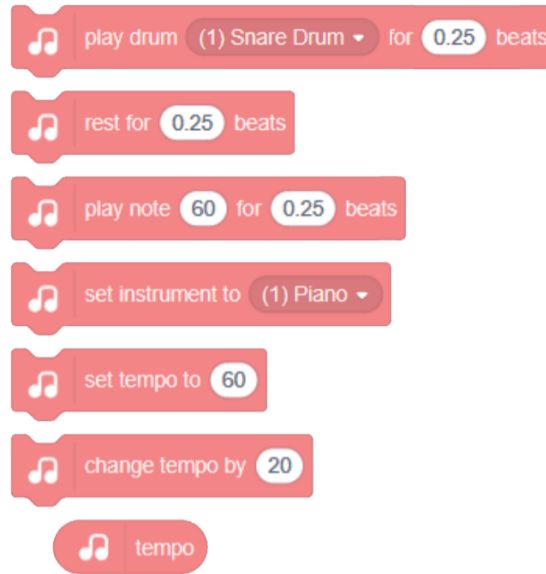 play drum (1) Snare Drum for 0.25 beats
rest for 0.25 beats
play note 60 for 0.25 beats
set instrument to (1) Piano
set tempo to 60
change tempo by 20
tempo